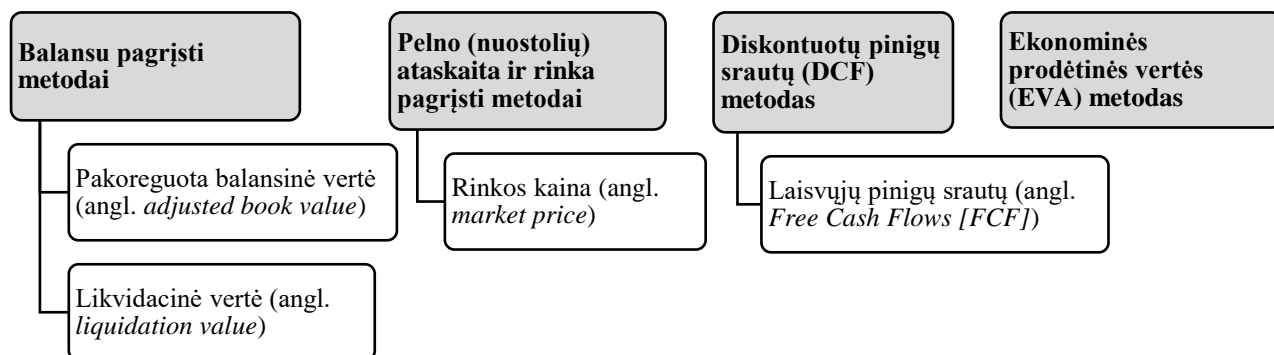 Balansu pagrįsti
metodai
Pakoreguota balansinė vertė
(angl. adjusted book value)
Likvidacinė vertė (angl.
liquidation value)
Pelno (nuostolių)
ataskaita ir rinka
pagrįsti metodai
Rinkos kaina (angl.
market price)
Diskontuotų pinigų
srautų (DCF)
metodas
Laisvųjų pinigų srautų (angl.
Free Cash Flows [FCF])
Ekonominės
prodėtinės vertės
(EVA) metodas